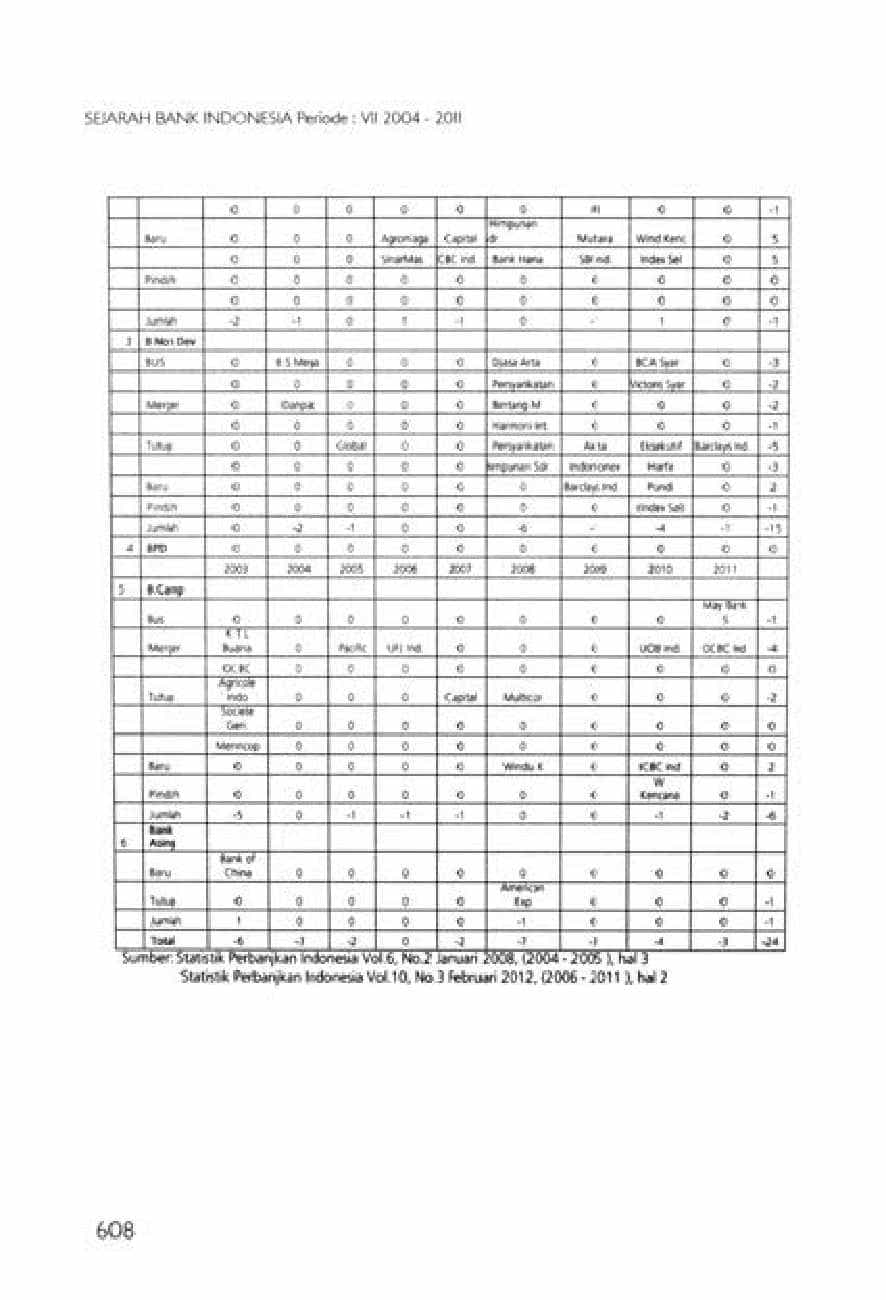 SEJARAH BANK INDONESIA Periode : VII 2004 - 2011
0 0 0 0 0 0 0 0 -1
Baru 0 0 0 Agroniaga Capital Himpunan Mutiara Wind Kenc 0 5
0 0 0 SinarMas Bank Hana SBI Ind. Index Sel 0 5
Pindah 0 0 0 0 0 0 0 0 0 0
0 0 0 0 0 0 0 0 0 0
Jumlah -2 -1 0 1 -1 0 - 1 0 -1
3 B Non Dev
BUS 0 B S Mega 0 0 0 Djasa Arta 0 BCA Syar 0 -3
0 0 0 0 0 Persyarikatan 0 Victoris Syar 0 -2
Merger 0 Danpac 0 0 0 Bintang M 0 0 0 -2
0 0 0 0 0 Harmoni Int. 0 0 0 -1
Tutup 0 0 Global 0 0 Persyarikatan Eksekutif Barclays Ind -5
0 0 0 0 0 impunan Sdr Indomonex Harfa 0 -3
Baru 0 0 0 0 0 0 Barclays Ind Pundi 0 2
Pindah 0 0 0 0 0 0 0 (Index Sel) 0 -1
Jumlah 0 -2 -1 0 0 -6 - -4 -1 -15
4 BPD 0 0 0 0 0 0 0 0 0 0
2003 2004 2005 2006 2007 2008 2009 2010 2011
5 B.Camp
Bus 0 0 0 0 0 0 0 0 May Bank S -1
Merger K T L Buana 0 Pacific UFJ Ind. 0 0 0 UOB Ind. OCBC Ind -4
OCBC 0 0 0 0 0 0 0 0 0
Tutup Agricole Indo 0 0 0 Capital Multicor 0 0 0 -2
Societe Gen. 0 0 0 0 0 0 0 0 0
Merincop 0 0 0 0 0 0 0 0 0
Baru 0 0 0 0 0 Windu K 0 ICBC Ind 0 2
Pindah 0 0 0 0 0 0 0 W Kencana 0 -1
Jumlah -5 0 -1 -1 -1 0 0 -1 -2 -6
6 Bank Asing
Baru Bank of China 0 0 0 0 0 0 0 0 0
Tutup 0 0 0 0 0 American Exp 0 0 0 -1
Jumlah 1 0 0 0 0 -1 0 0 0 -1
Total -6 -3 -2 0 -2 -7 -3 -4 -3 -24
Sumber: Statistik Perbankan Indonesia Vol.6, No.2 Januari 2008, (2004 - 2005 ), hal 3
Statistik Perbankan Indonesia Vol.10, No.3 Februari 2012, (2006 - 2011 ), hal 2
608